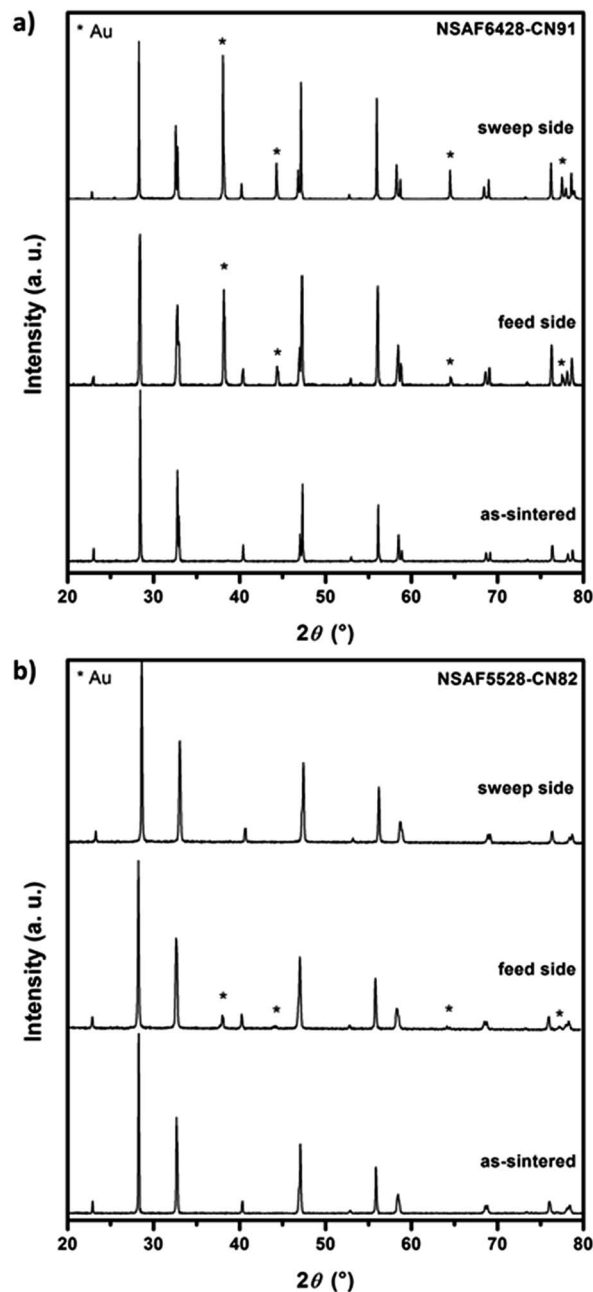 a)
* Au
NSAF6428-CN91
*
sweep side
*
*
*
*
feed side
*
*
*
as-sintered
Intensity (a. u.)
20 30 40 50 60 70 80
2θ (°)
b)
* Au
NSAF5528-CN82
sweep side
feed side
*
*
*
*
as-sintered
Intensity (a. u.)
20 30 40 50 60 70 80
2θ (°)